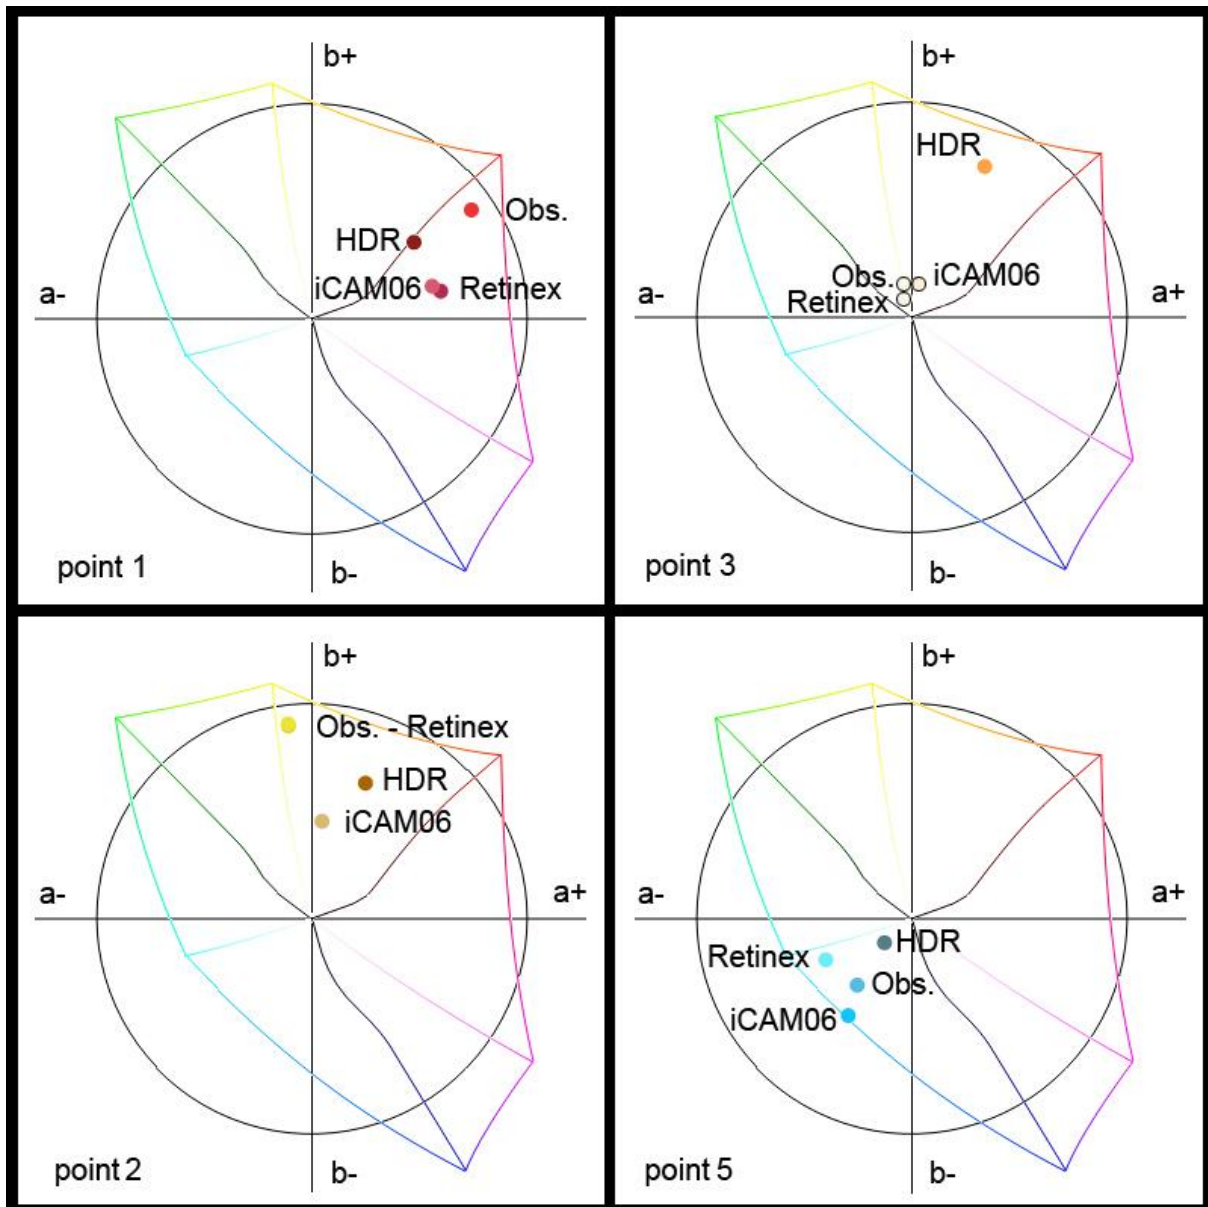 b+
Obs.
HDR
iCAM06 Retinex
a-
point 1
b-
b+
HDR
Obs. iCAM06
Retinex
a- a+
point 3
b-
b+
Obs. - Retinex
HDR
iCAM06
a- a+
point 2
b-
b+
a- a+
HDR
Retinex
Obs.
iCAM06
point 5
b-